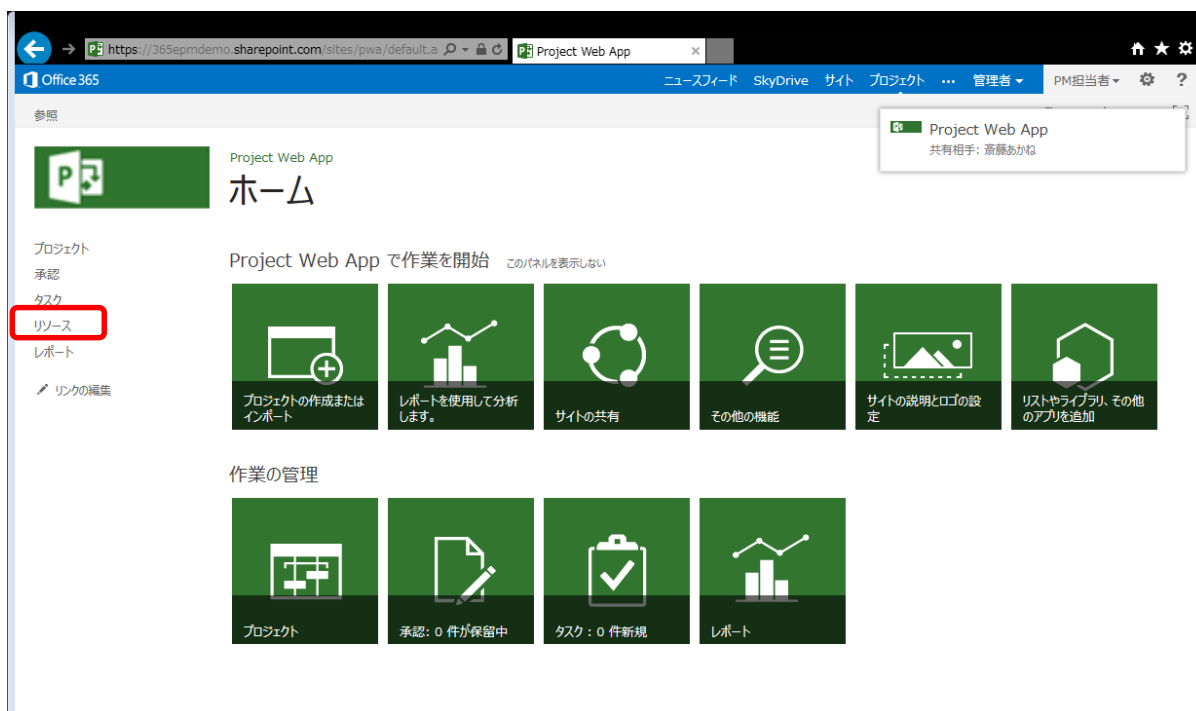 https://365epmdemo.sharepoint.com/sites/pwa/default.a
Project Web App
Office 365
ニュースフィード SkyDrive サイト プロジェクト ... 管理者 PM担当者 ?
参照
Project Web App
共有相手: 斎藤あかね
P
Project Web App
ホーム
プロジェクト
承認
タスク
リソース
レポート
リンクの編集
Project Web App で作業を開始 このパネルを表示しない
プロジェクトの作成または
インポート
レポートを使用して分析
します。
サイトの共有
その他の機能
サイトの説明とロゴの設
定
リストやライブラリ、その他
のアプリを追加
作業の管理
プロジェクト
承認: 0 件が保留中
タスク : 0 件新規
レポート